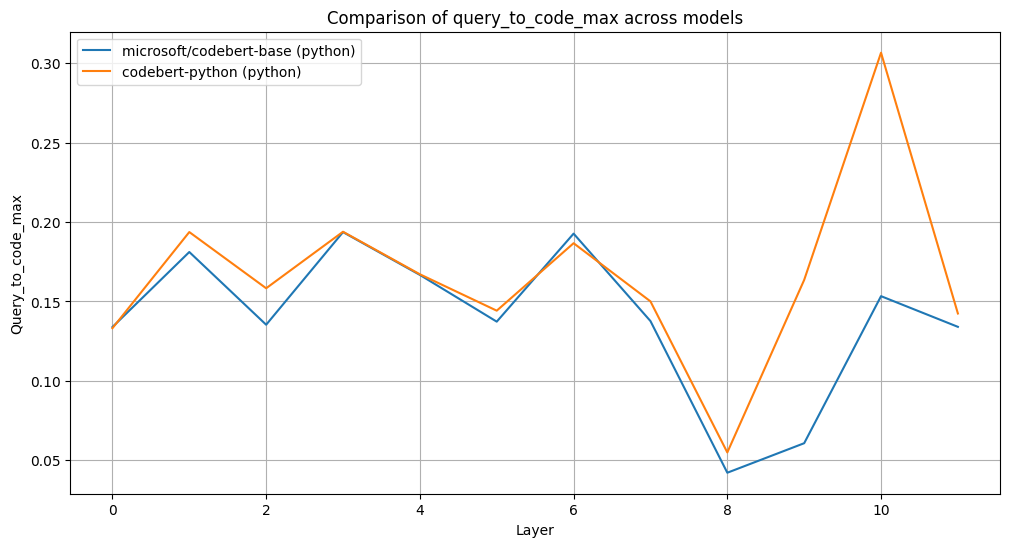 Comparison of query_to_code_max across models
microsoft/codebert-base (python)
codebert-python (python)
Query_to_code_max
0.30
0.25
0.20
0.15
0.10
0.05
0
2
4
6
8
10
Layer